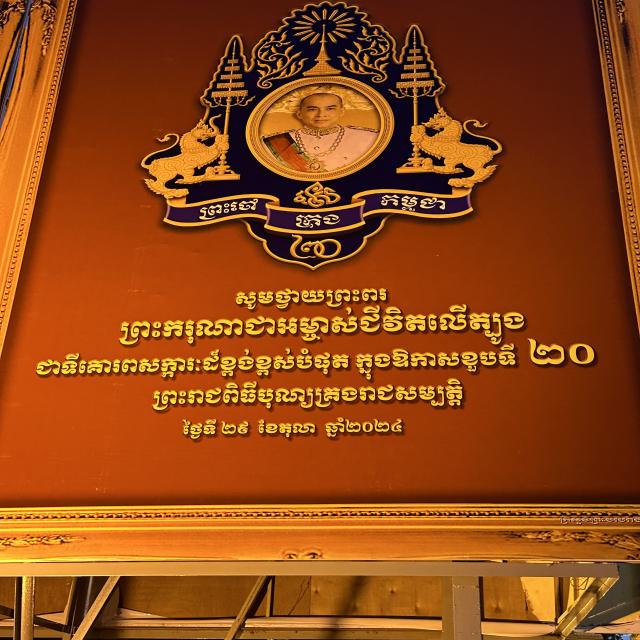 ព្រះរាជា
ក្រុង
កម្ពុជា
២០
សូមថ្វាយព្រះពរ
ព្រះករុណាជាអម្ចាស់ជីវិតលើត្បូង
ជាទីគោរពសក្ការៈដ៏ខ្ពង់ខ្ពស់បំផុត ក្នុងឱកាសខួបទី ២០
ព្រះរាជពិធីបុណ្យគ្រងរាជសម្បត្តិ
ថ្ងៃទី ២៩ ខែតុលា ឆ្នាំ២០២៤